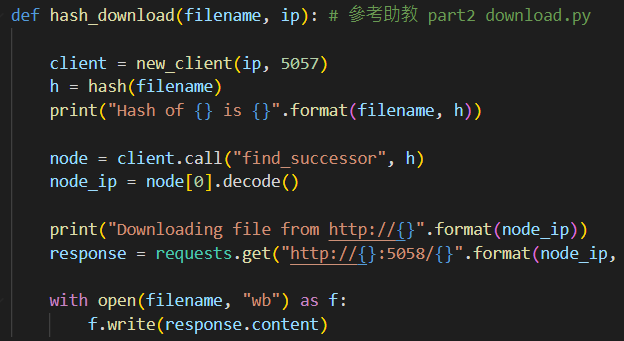 def hash_download(filename, ip): # 參考助教 part2 download.py
client = new_client(ip, 5057)
h = hash(filename)
print("Hash of {} is {}".format(filename, h))
node = client.call("find_successor", h)
node_ip = node[0].decode()
print("Downloading file from http://{}".format(node_ip))
response = requests.get("http://{}:5058/{}".format(node_ip,
with open(filename, "wb") as f:
f.write(response.content)